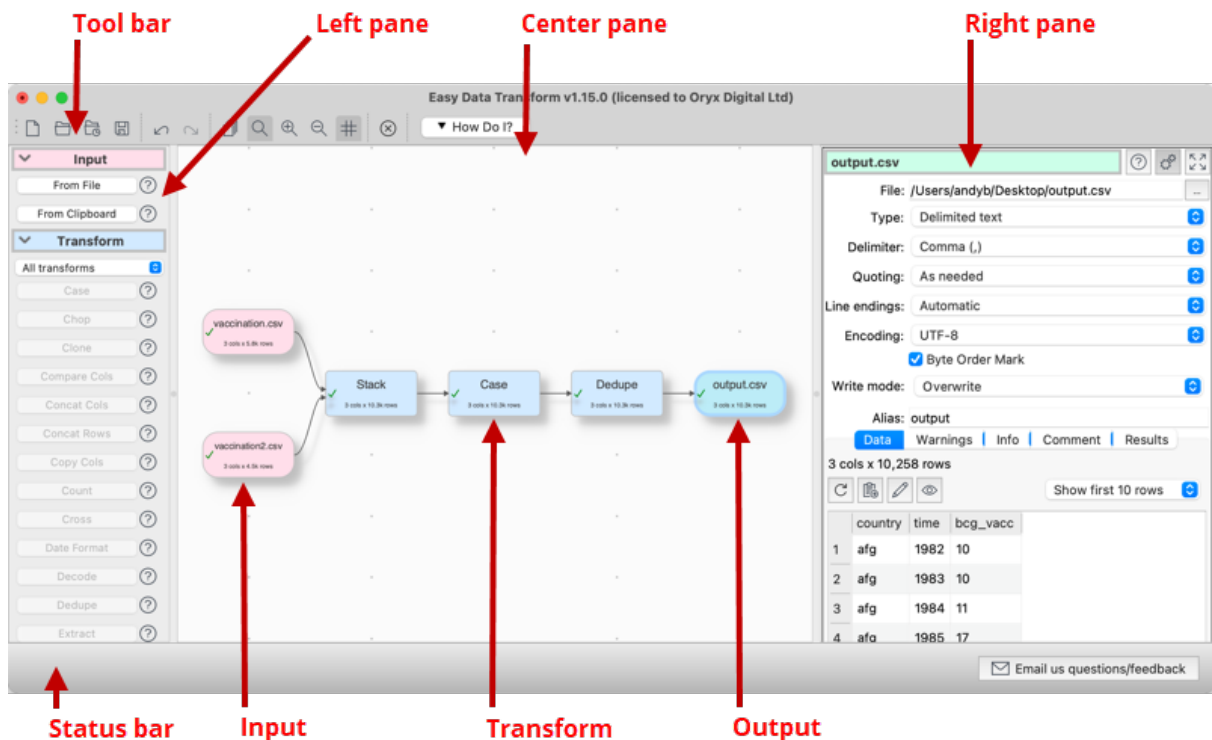 Tool bar
Left pane
Center pane
Right pane
Easy Data Transform v1.15.0 (licensed to Oryx Digital Ltd)
▼ How Do I?
Input
From File
From Clipboard
Transform
All transforms
Case
Chop
Clone
Compare Cols
Concat Cols
Concat Rows
Copy Cols
Count
Cross
Date Format
Decode
Dedupe
Extract
vaccination.csv
3 cols x 5.8k rows
vaccination2.csv
3 cols x 4.5k rows
Stack
3 cols x 10.3k rows
Case
3 cols x 10.3k rows
Dedupe
3 cols x 10.3k rows
output.csv
3 cols x 10.3k rows
output.csv
File: /Users/andyb/Desktop/output.csv ...
Type: Delimited text
Delimiter: Comma (,)
Quoting: As needed
Line endings: Automatic
Encoding: UTF-8
Byte Order Mark
Write mode: Overwrite
Alias: output
Data Warnings Info Comment Results
3 cols x 10,258 rows
Show first 10 rows
country time bcg_vacc
1 afg 1982 10
2 afg 1983 10
3 afg 1984 11
4 afg 1985 17
Email us questions/feedback
Status bar
Input
Transform
Output